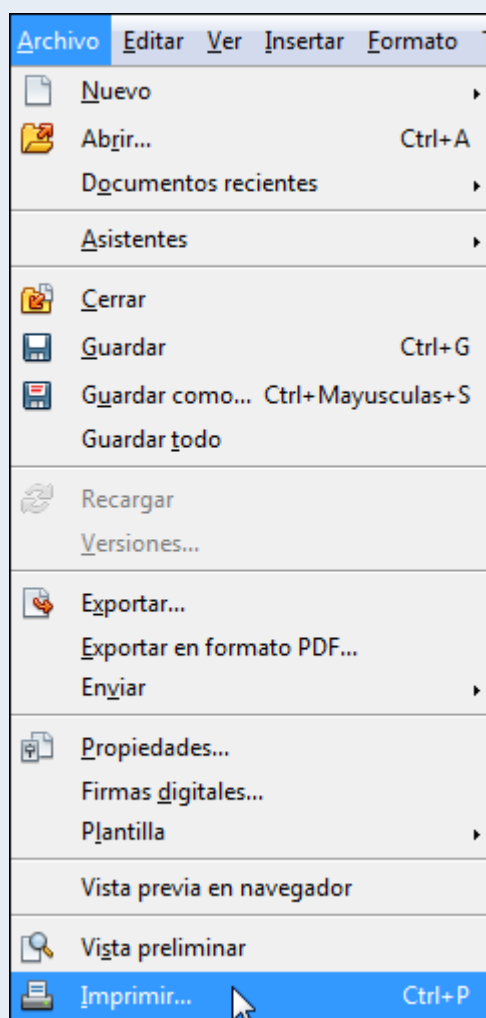 Archivo Editar Ver Insertar Formato
Nuevo
Abrir... Ctrl+A
Documentos recientes
Asistentes
Cerrar
Guardar Ctrl+G
Guardar como... Ctrl+Mayusculas+S
Guardar todo
Recargar
Versiones...
Exportar...
Exportar en formato PDF...
Enviar
Propiedades...
Firmas digitales...
Plantilla
Vista previa en navegador
Vista preliminar
Imprimir... Ctrl+P